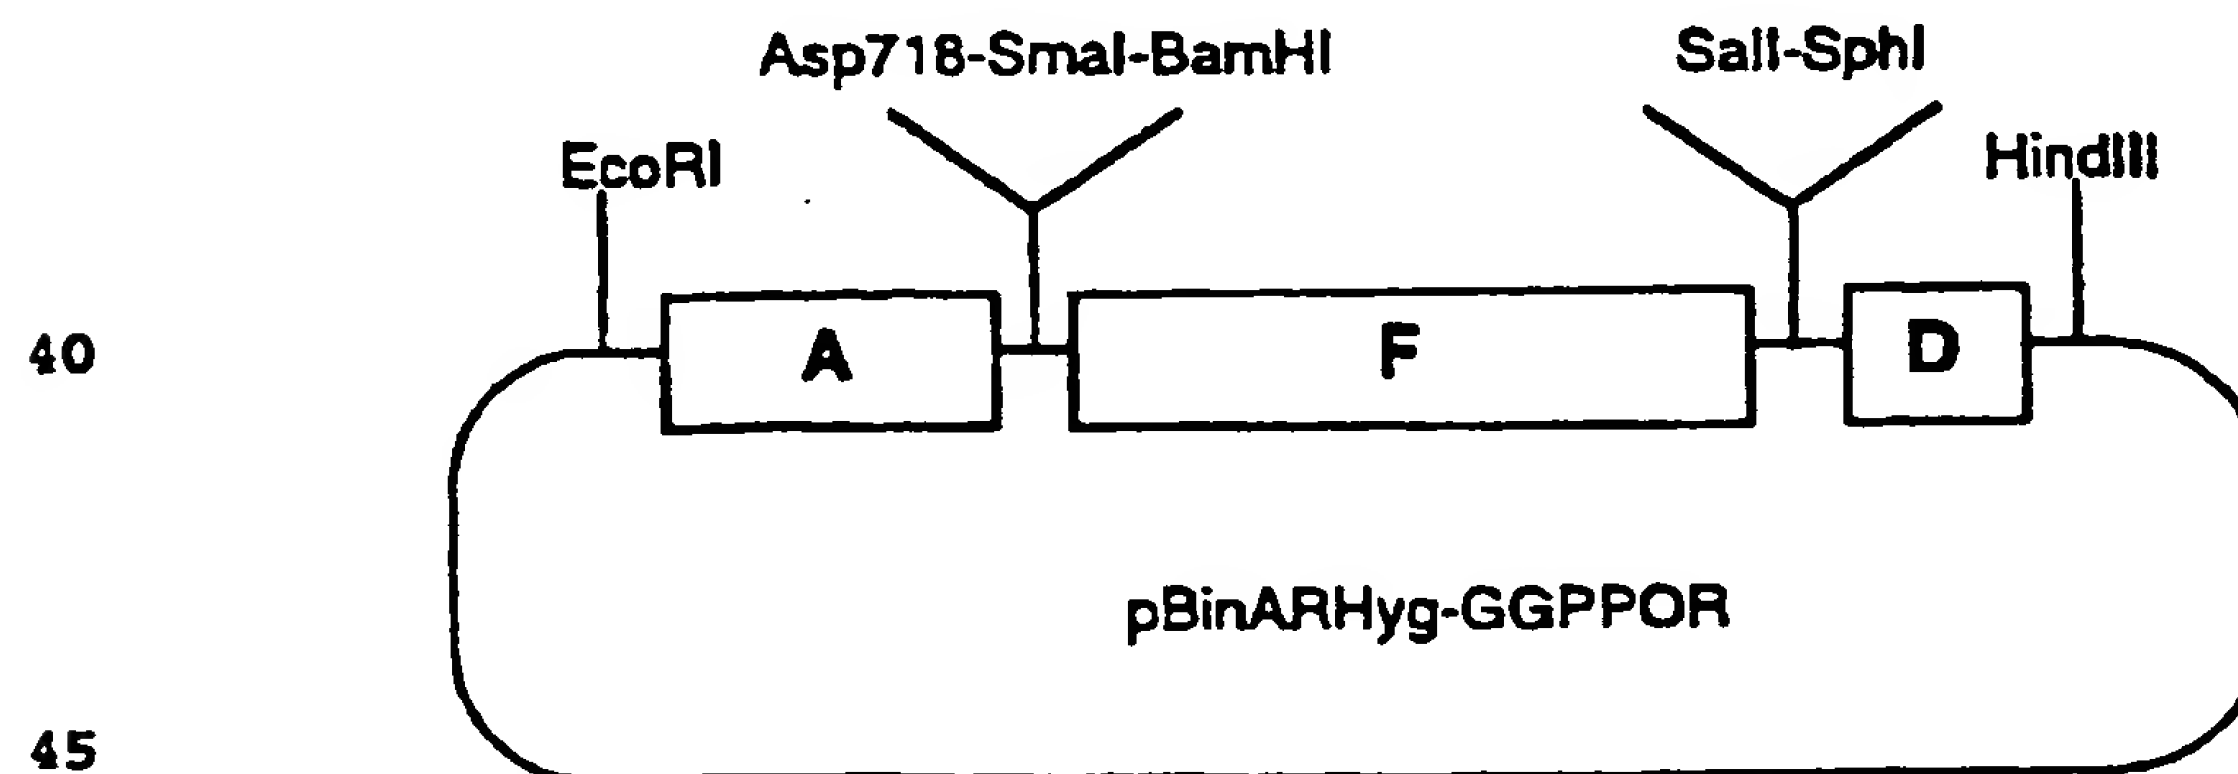 Asp718-SmaI-BamHI SalI-SphI
EcoRI HindIII
40 A F D
pBinARHyg-GGPPOR
45